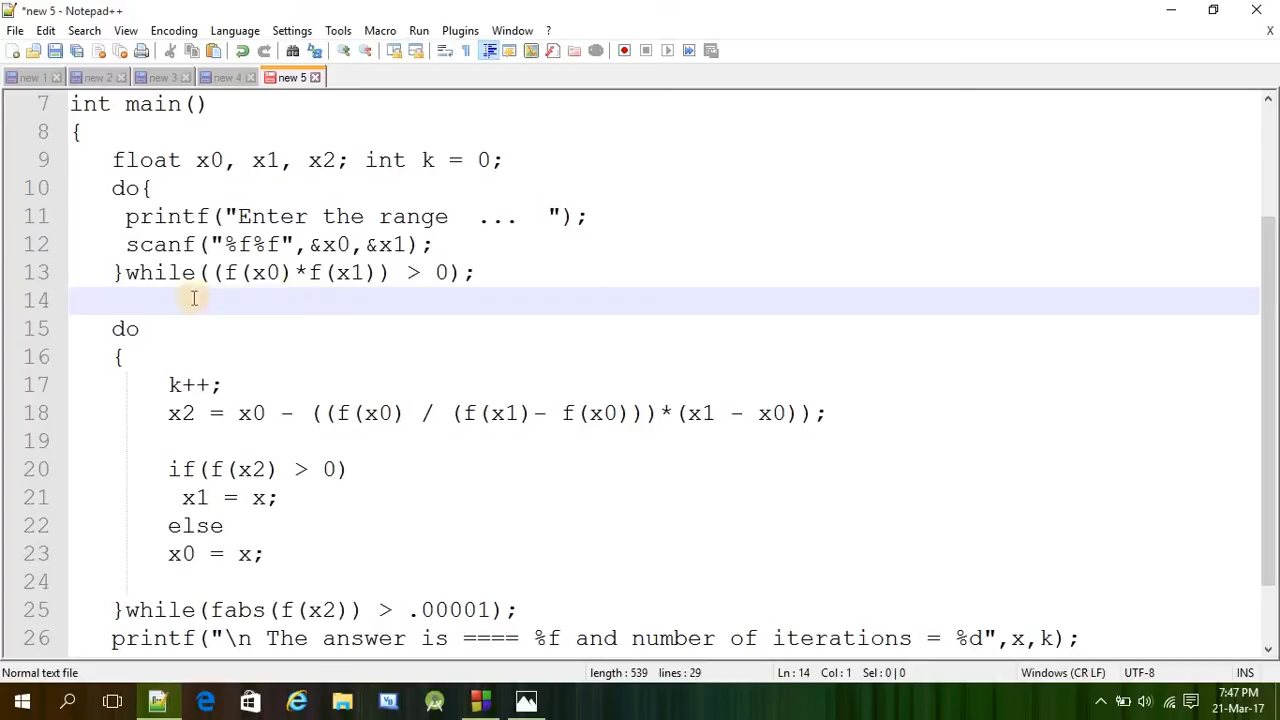 *new 5 - Notepad++
File Edit Search View Encoding Language Settings Tools Macro Run Plugins Window ? X
new 1 new 2 new 3 new 4 new 5
7 int main()
8 {
9 float x0, x1, x2; int k = 0;
10 do{
11 printf("Enter the range  ...  ");
12 scanf("%f%f",&x0,&x1);
13 }while((f(x0)*f(x1)) > 0);
14
15 do
16 {
17 k++;
18 x2 = x0 - ((f(x0) / (f(x1)- f(x0)))*(x1 - x0));
19
20 if(f(x2) > 0)
21 x1 = x;
22 else
23 x0 = x;
24
25 }while(fabs(f(x2)) > .00001);
26 printf("\n The answer is ==== %f and number of iterations = %d",x,k);
Normal text file length : 539 lines : 29 Ln : 14 Col : 1 Sel : 0 | 0 Windows (CR LF) UTF-8 INS
7:47 PM
21-Mar-17